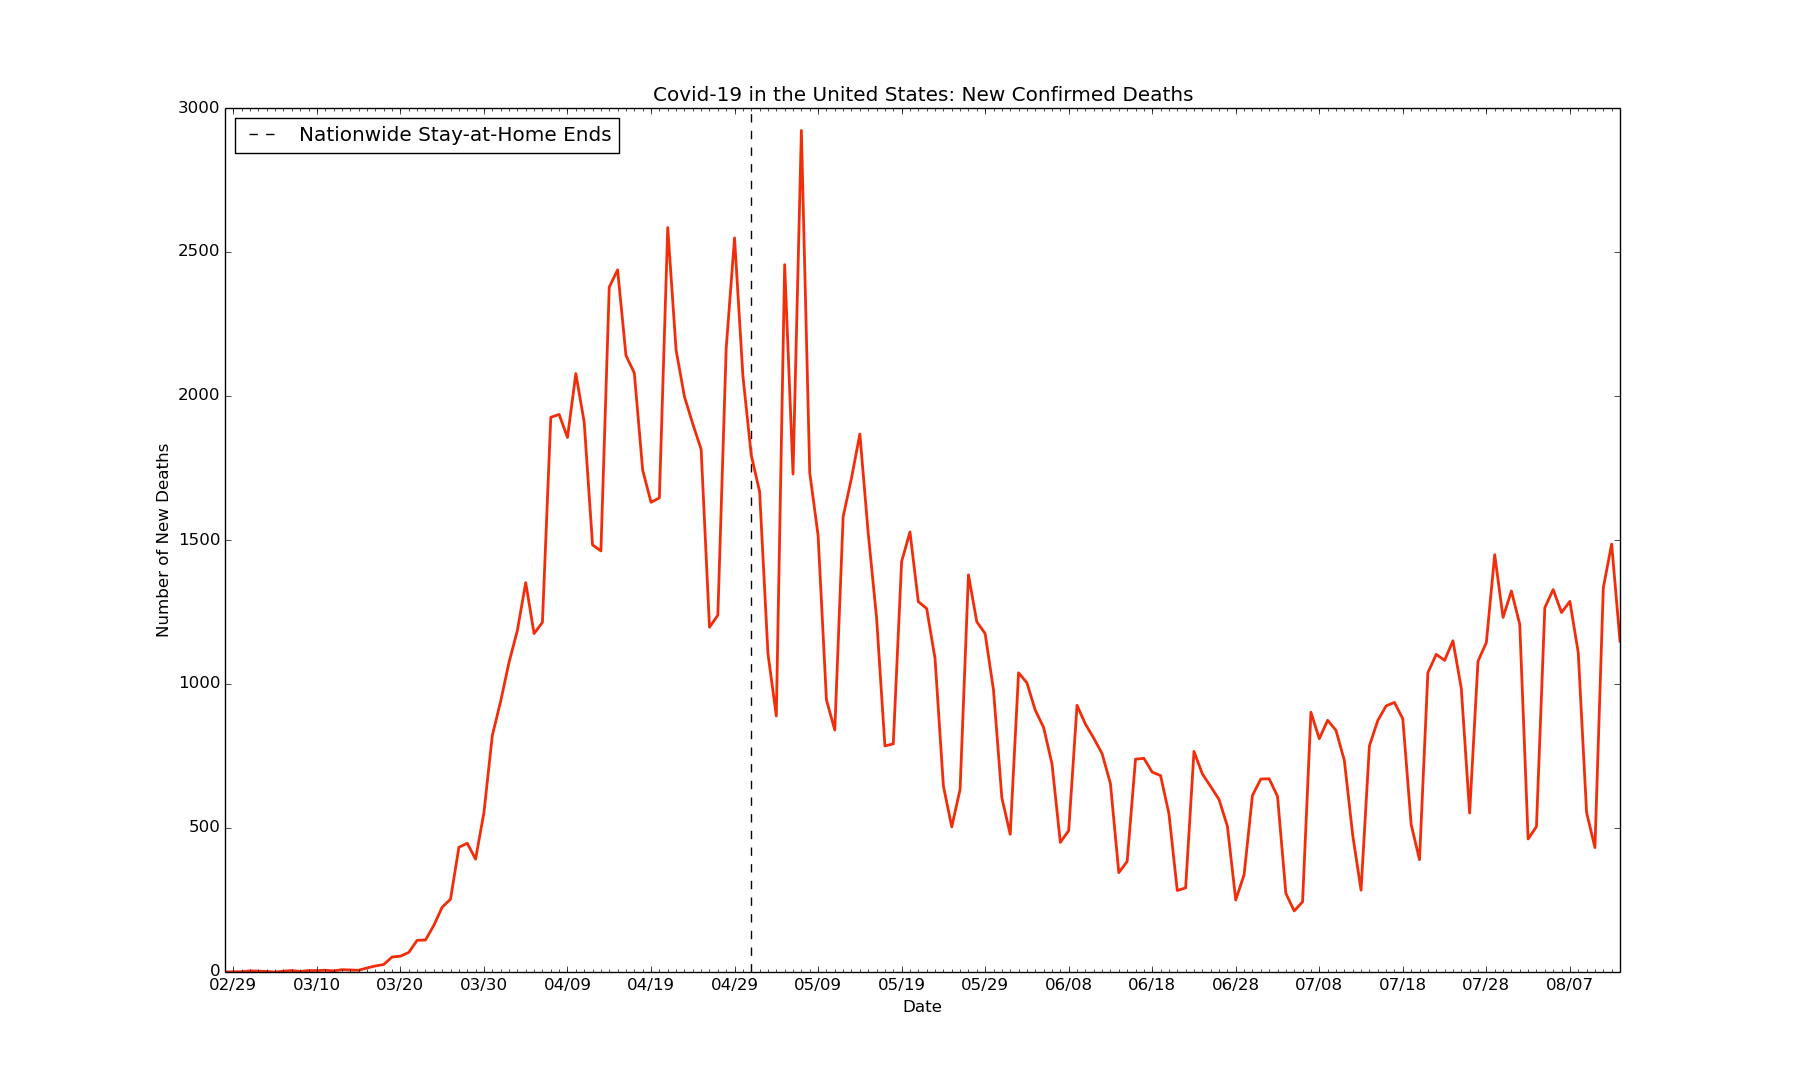 Covid-19 in the United States: New Confirmed Deaths
Nationwide Stay-at-Home Ends
3000
2500
2000
1500
1000
500
0
Number of New Deaths
02/29 03/10 03/20 03/30 04/09 04/19 04/29 05/09 05/19 05/29 06/08 06/18 06/28 07/08 07/18 07/28 08/07
Date